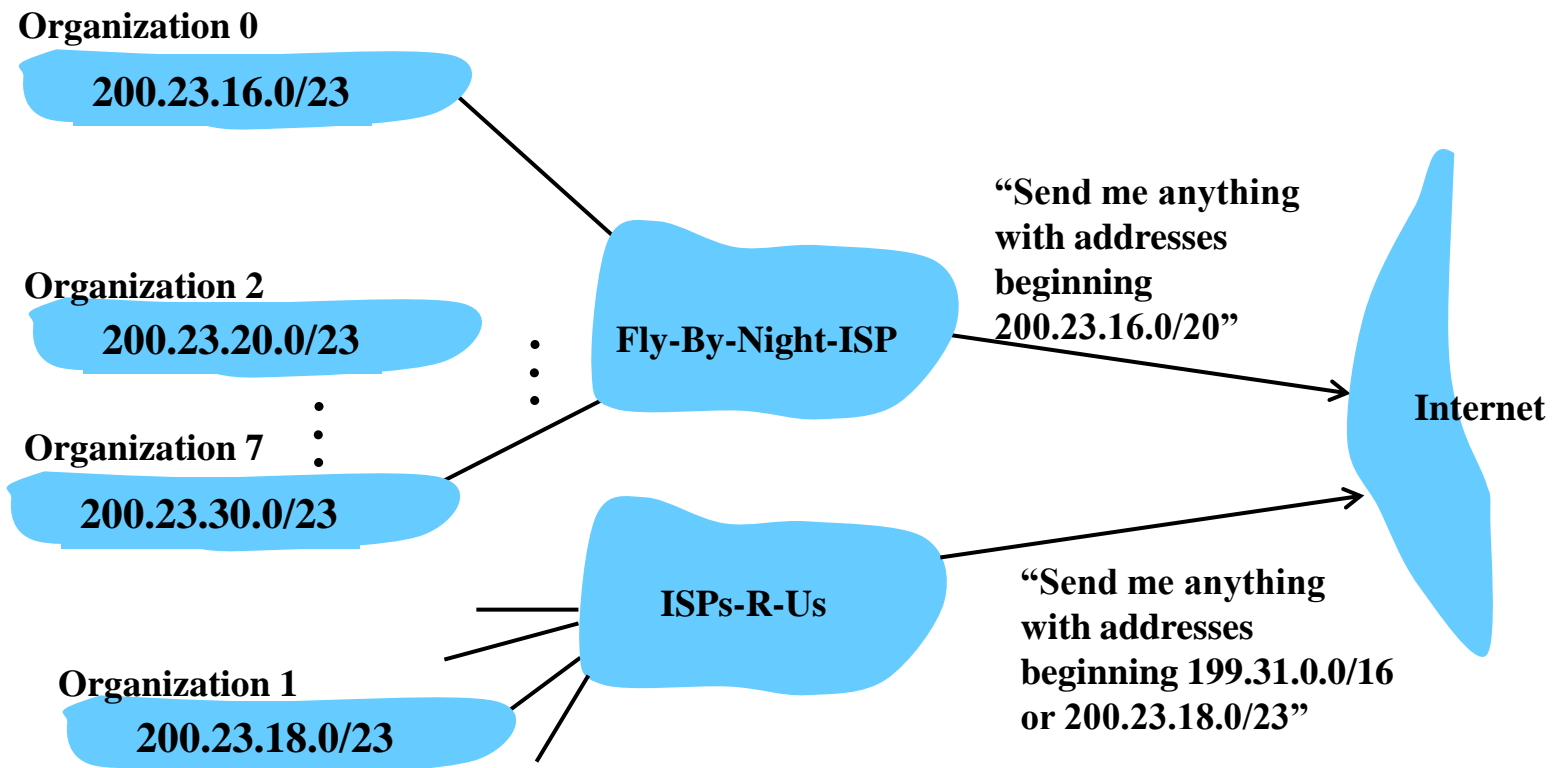 Organization 0
200.23.16.0/23
Organization 2
200.23.20.0/23
Organization 7
200.23.30.0/23
Fly-By-Night-ISP
“Send me anything
with addresses
beginning
200.23.16.0/20”
Internet
ISPs-R-Us
“Send me anything
with addresses
beginning 199.31.0.0/16
or 200.23.18.0/23”
Organization 1
200.23.18.0/23